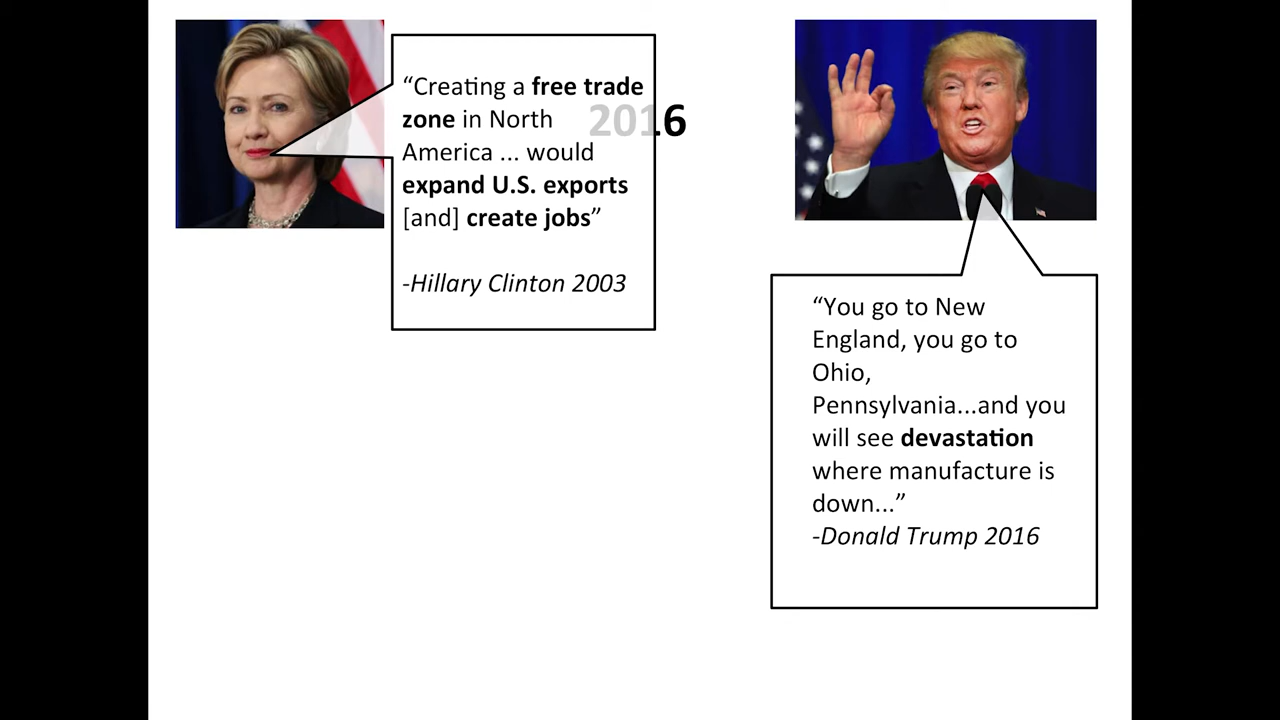 “Creating a free trade
zone in North
America ... would
expand U.S. exports
[and] create jobs”
-Hillary Clinton 2003
2016
“You go to New
England, you go to
Ohio,
Pennsylvania...and you
will see devastation
where manufacture is
down...”
-Donald Trump 2016